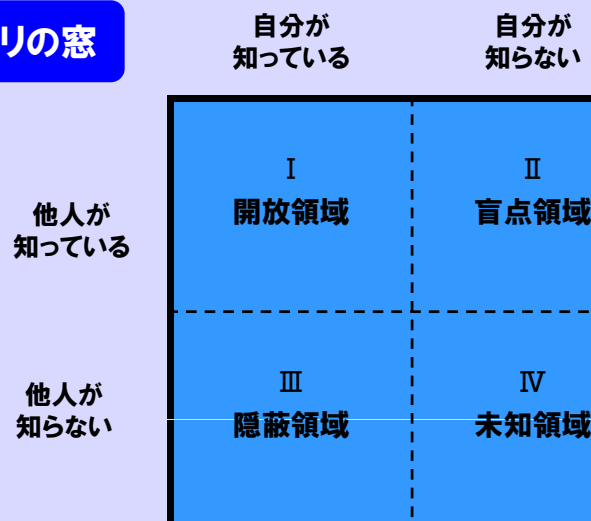 リの窓
自分が
知っている
自分が
知らない
他人が
知っている
Ⅰ
開放領域
Ⅱ
盲点領域
他人が
知らない
Ⅲ
隠蔽領域
Ⅳ
未知領域